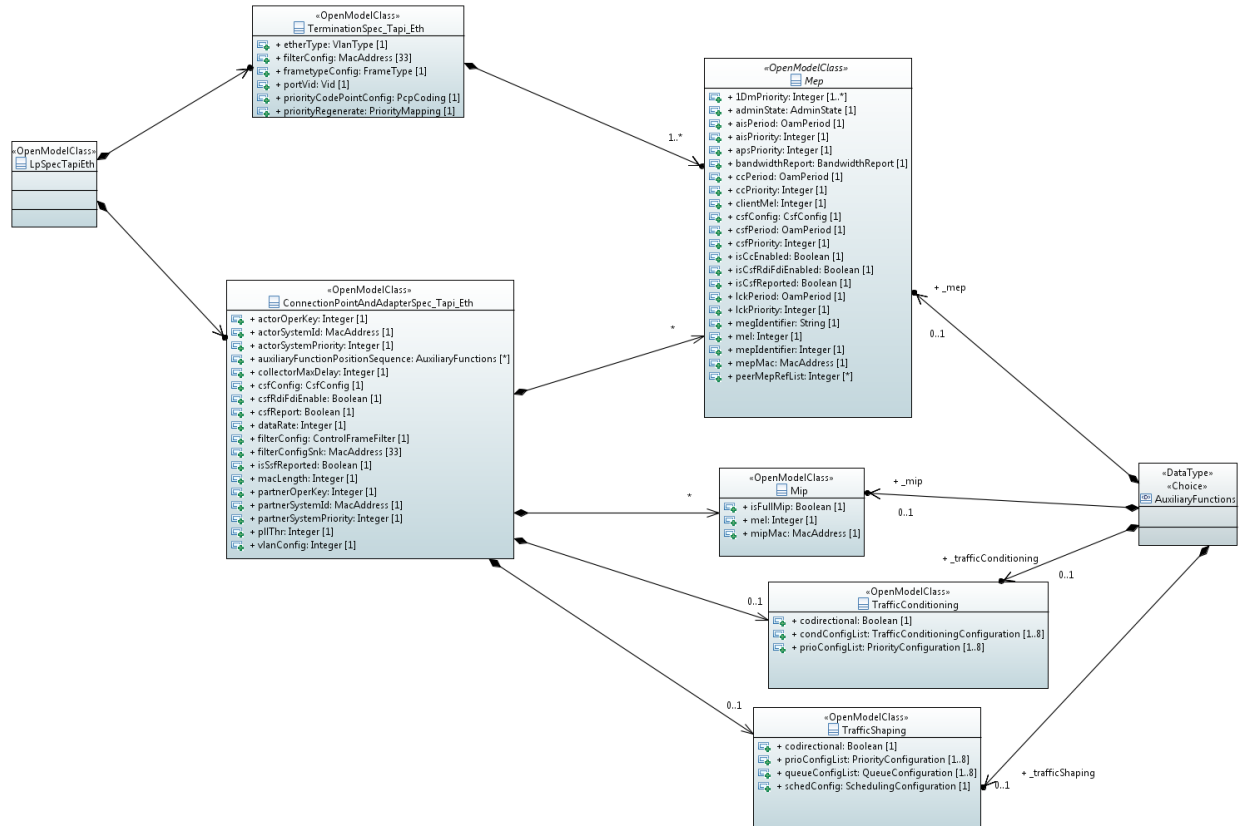 «OpenModelClass»
TerminationSpec_Tapi_Eth
+ etherType: VlanType [1]
+ filterConfig: MacAddress [33]
+ frametypeConfig: FrameType [1]
+ portVid: Vid [1]
+ priorityCodePointConfig: PcpCoding [1]
+ priorityRegenerate: PriorityMapping [1]
«OpenModelClass»
LpSpecTapiEth
«OpenModelClass»
Mep
+ 1DmPriority: Integer [1..*]
+ adminState: AdminState [1]
+ aisPeriod: OamPeriod [1]
+ aisPriority: Integer [1]
+ apsPriority: Integer [1]
+ bandwidthReport: BandwidthReport [1]
+ ccPeriod: OamPeriod [1]
+ ccPriority: Integer [1]
+ clientMel: Integer [1]
+ csfConfig: CsfConfig [1]
+ csfPeriod: OamPeriod [1]
+ csfPriority: Integer [1]
+ isCcEnabled: Boolean [1]
+ isCsfRdiFdiEnabled: Boolean [1]
+ isCsfReported: Boolean [1]
+ lckPeriod: OamPeriod [1]
+ lckPriority: Integer [1]
+ megIdentifier: String [1]
+ mel: Integer [1]
+ mepIdentifier: Integer [1]
+ mepMac: MacAddress [1]
+ peerMepRefList: Integer [*]
1..*
«OpenModelClass»
ConnectionPointAndAdapterSpec_Tapi_Eth
+ actorOperKey: Integer [1]
+ actorSystemId: MacAddress [1]
+ actorSystemPriority: Integer [1]
+ auxiliaryFunctionPositionSequence: AuxiliaryFunctions [*]
+ collectorMaxDelay: Integer [1]
+ csfConfig: CsfConfig [1]
+ csfRdiFdiEnable: Boolean [1]
+ csfReport: Boolean [1]
+ dataRate: Integer [1]
+ filterConfig: ControlFrameFilter [1]
+ filterConfigSnk: MacAddress [33]
+ isSsfReported: Boolean [1]
+ macLength: Integer [1]
+ partnerOperKey: Integer [1]
+ partnerSystemId: MacAddress [1]
+ partnerSystemPriority: Integer [1]
+ pllThr: Integer [1]
+ vlanConfig: Integer [1]
*
+ _mep
0..1
«DataType»
«Choice»
AuxiliaryFunctions
*
«OpenModelClass»
Mip
+ isFullMip: Boolean [1]
+ mel: Integer [1]
+ mipMac: MacAddress [1]
+ _mip
0..1
+ _trafficConditioning
0..1
0..1
«OpenModelClass»
TrafficConditioning
+ codirectional: Boolean [1]
+ condConfigList: TrafficConditioningConfiguration [1..8]
+ prioConfigList: PriorityConfiguration [1..8]
0..1
«OpenModelClass»
TrafficShaping
+ codirectional: Boolean [1]
+ prioConfigList: PriorityConfiguration [1..8]
+ queueConfigList: QueueConfiguration [1..8]
+ schedConfig: SchedulingConfiguration [1]
+ _trafficShaping
0..1